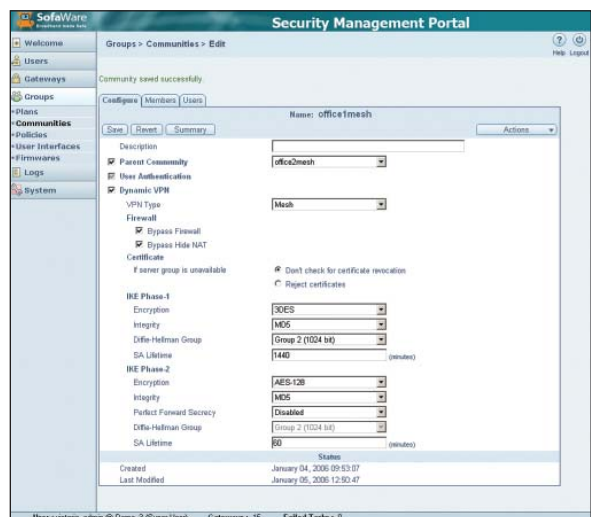 SofaWare
Security Management Portal
Welcome
Users
Gateways
Groups
Plans
Communities
Policies
User Interfaces
Firmwares
Logs
System
Groups > Communities > Edit
Help Logout
Community saved successfully.
Configure Members Users
Name: office1mesh
Save Revert Summary Actions
Description
Parent Community office2mesh
User Authentication
Dynamic VPN
VPN Type Mesh
Firewall
Bypass Firewall
Bypass Hide NAT
Certificate
If server group is unavailable Don't check for certificate revocation
Reject certificates
IKE Phase-1
Encryption 3DES
Integrity MD5
Diffie-Hellman Group Group 2 (1024 bit)
SA Lifetime 1440 (minutes)
IKE Phase-2
Encryption AES-128
Integrity MD5
Perfect Forward Secrecy Disabled
Diffie-Hellman Group Group 2 (1024 bit)
SA Lifetime 60 (minutes)
Status
Created January 04, 2006 09:53:07
Last Modified January 05, 2006 12:50:47